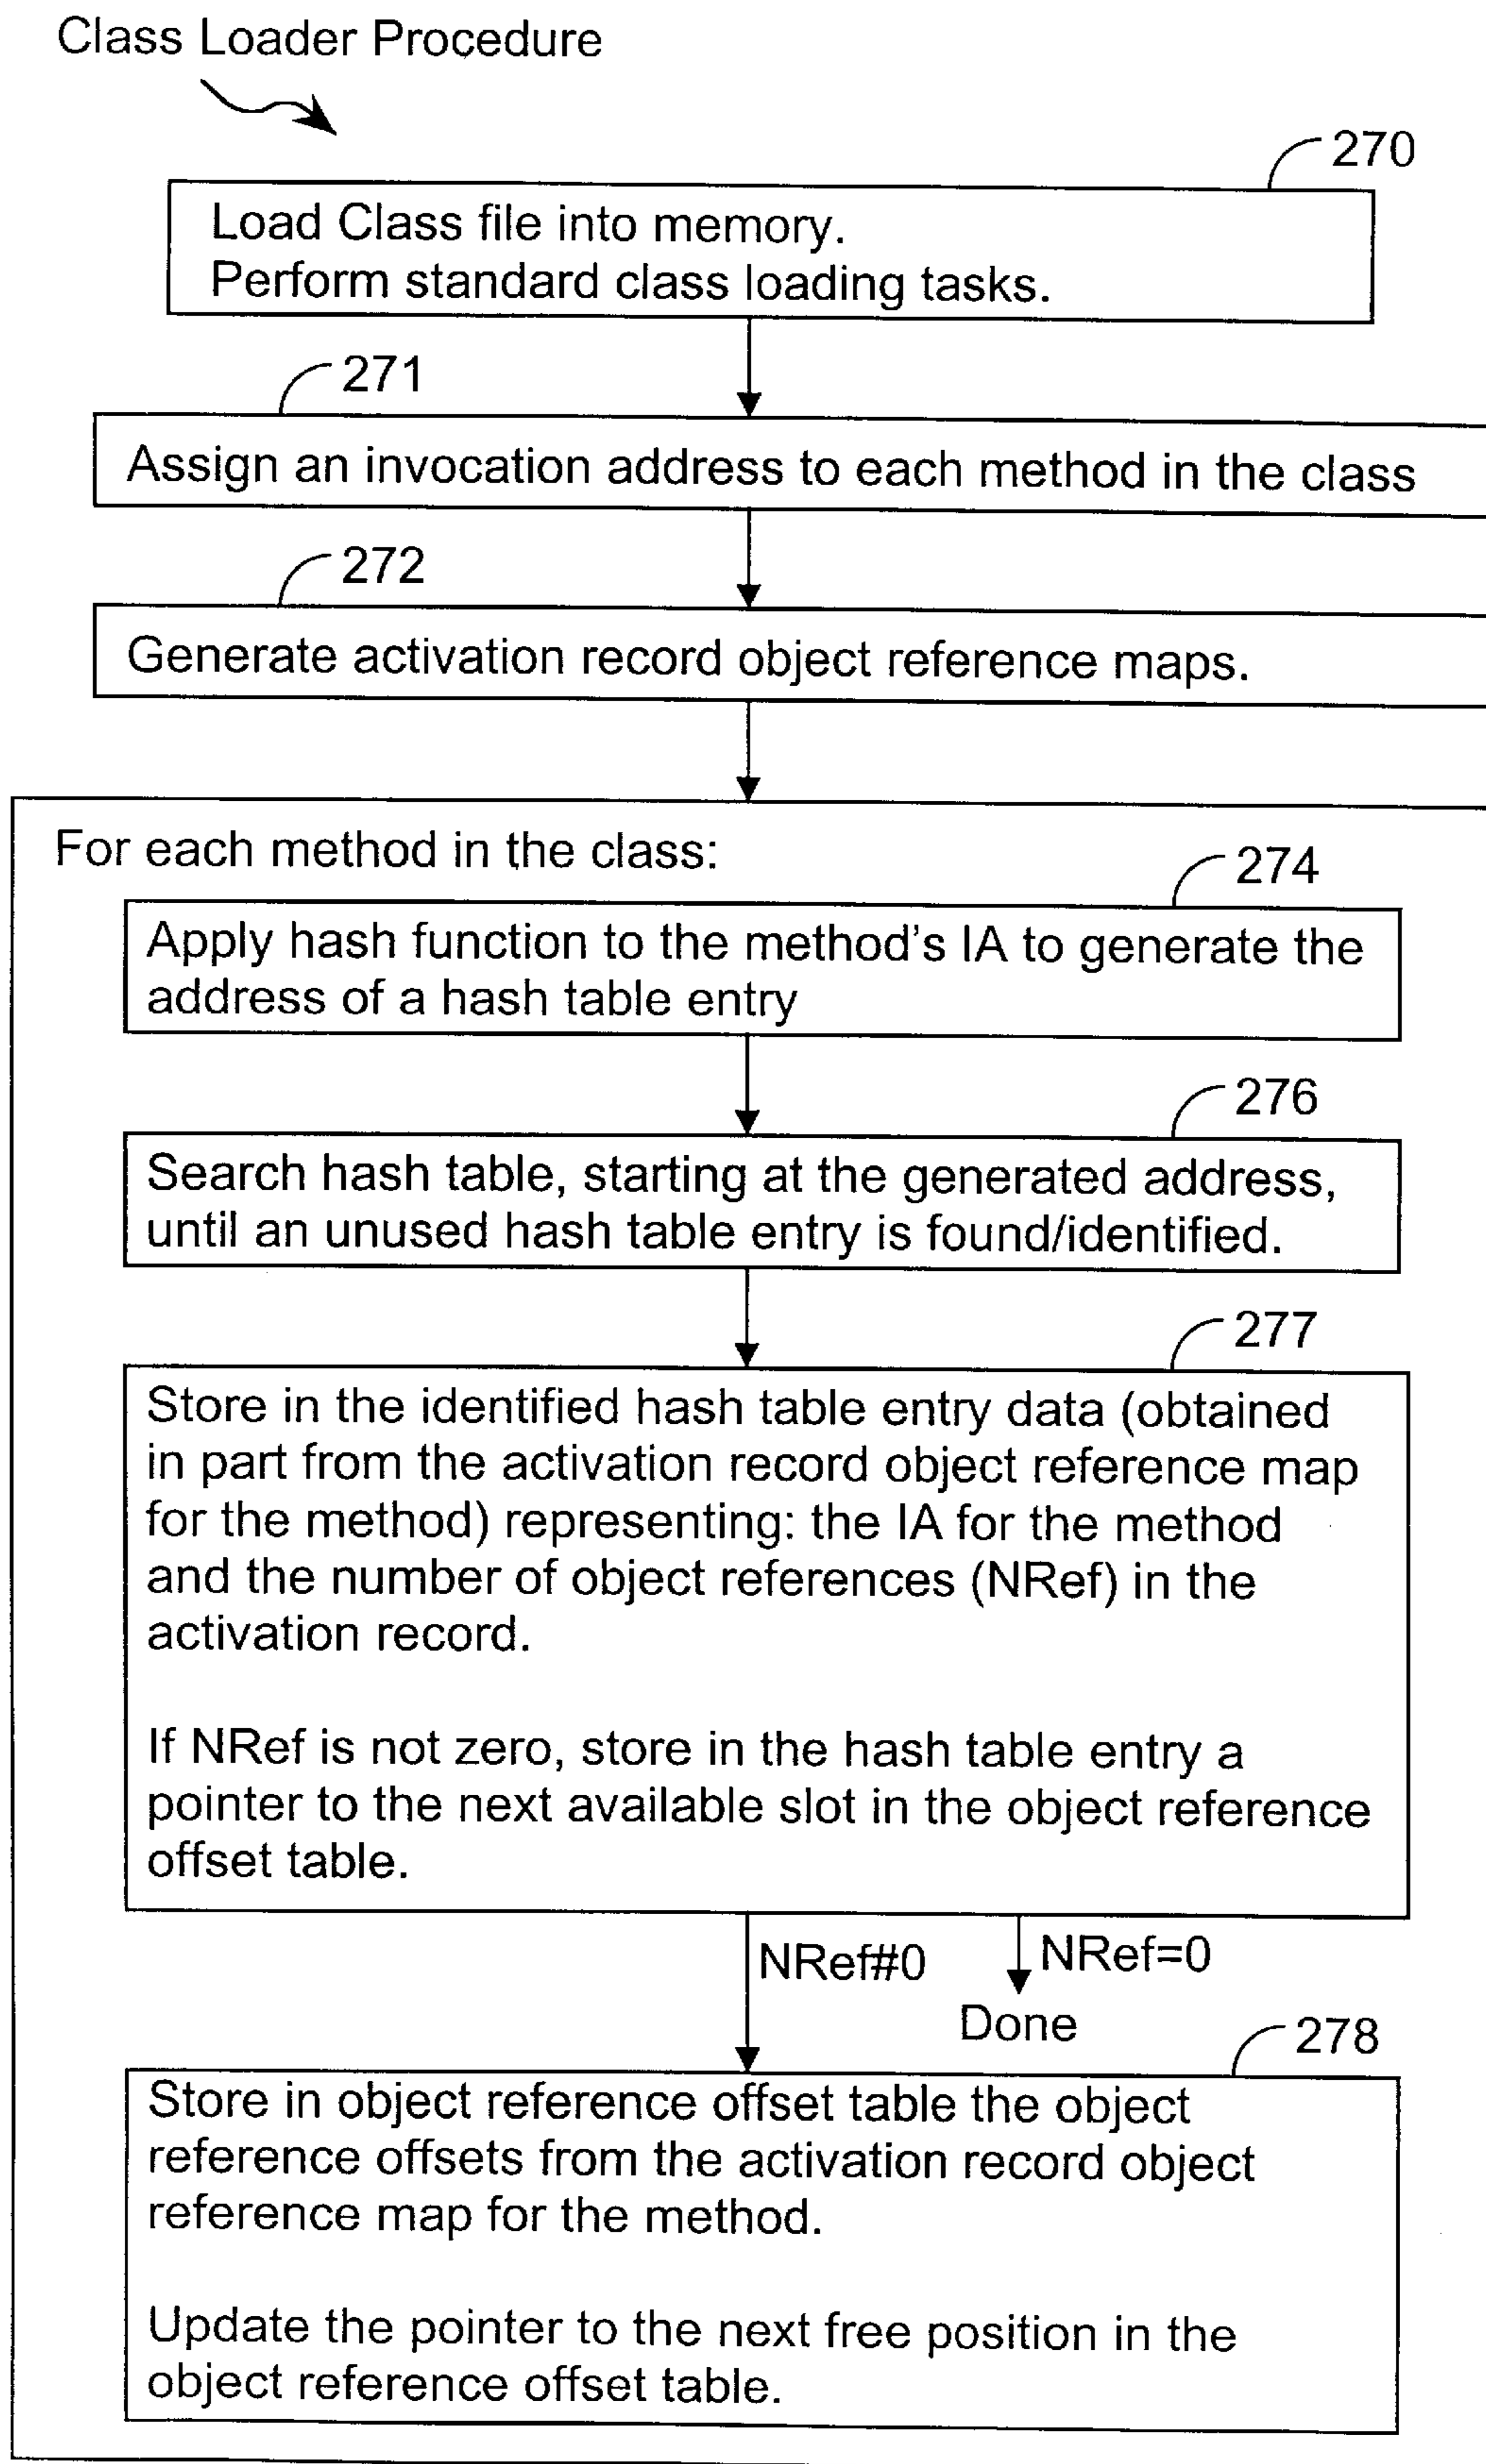 Class Loader Procedure
270
Load Class file into memory.
Perform standard class loading tasks.
271
Assign an invocation address to each method in the class
272
Generate activation record object reference maps.
For each method in the class:
274
Apply hash function to the method's IA to generate the
address of a hash table entry
276
Search hash table, starting at the generated address,
until an unused hash table entry is found/identified.
277
Store in the identified hash table entry data (obtained
in part from the activation record object reference map
for the method) representing: the IA for the method
and the number of object references (NRef) in the
activation record.
If NRef is not zero, store in the hash table entry a
pointer to the next available slot in the object reference
offset table.
NRef#0
NRef=0
Done
278
Store in object reference offset table the object
reference offsets from the activation record object
reference map for the method.
Update the pointer to the next free position in the
object reference offset table.